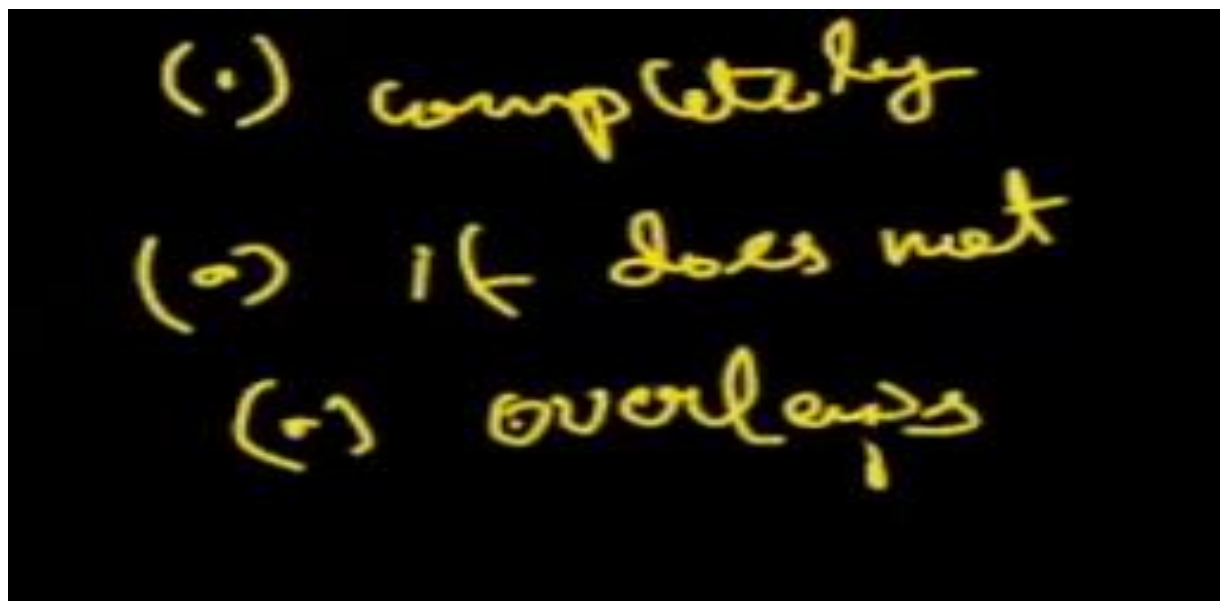 (•) completely
(•) it does not
(•) overlaps